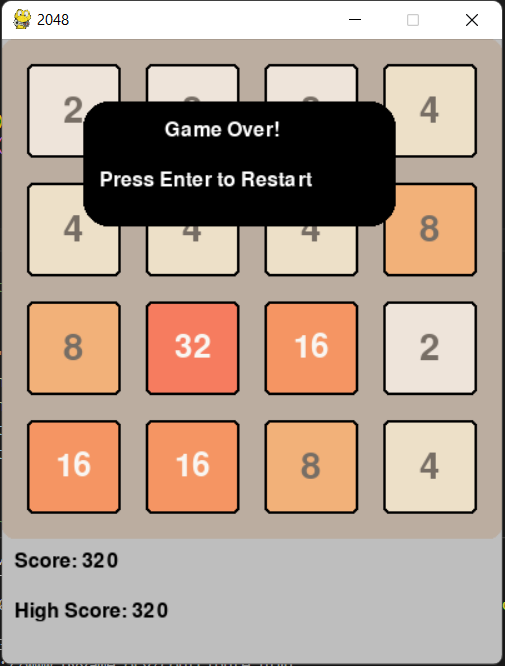 2048
2 4
Game Over!
Press Enter to Restart
4 4 4 8
8 32 16 2
16 16 8 4
Score: 320
High Score: 320